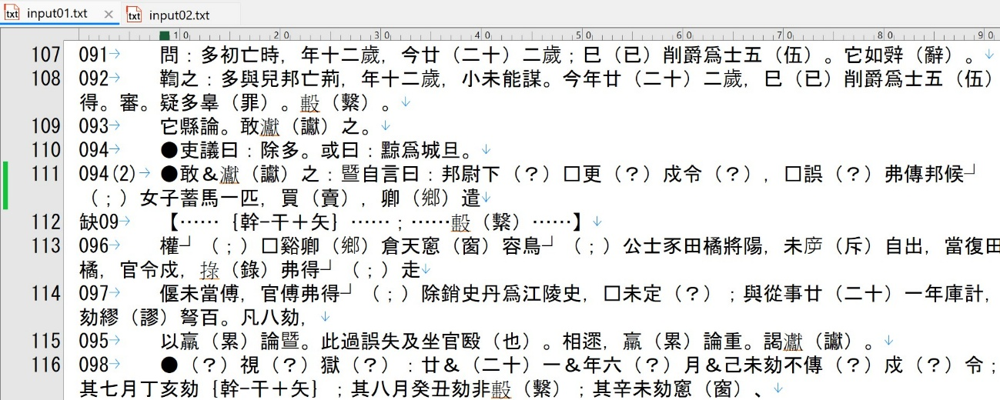 input01.txt
input02.txt
10 20 30 40 50 60 70 80 90
107 091→ 問：多初亡時，年十二歲，今廿（二十）二歲；巳（已）削爵爲士五（伍）。它如辤（辭）。↓
108 092→ 鞫之：多與兒邦亡荊，年十二歲，小未能謀。今年廿（二十）二歲，巳（已）削爵爲士五（伍）
得。審。疑多辠（罪）。毄（繫）。↓
109 093→ 它縣論。敢瀗（讞）之。↓
110 094→ ●吏議曰：除多。或曰：黥爲城旦。↓
111 094(2)→ ●敢＆瀗（讞）之：暨自言曰：邦尉下（？）□更（？）戍令（？），□誤（？）弗傳邦候┘
（；）女子蓄馬一匹，買（賣），卿（鄉）遣↓
112 缺09→ 【……｛幹−干＋矢｝……；……毄（繫）……】↓
113 096→ 權┘（；）□谿卿（鄉）倉天窻（窗）容鳥┘（；）公士豕田橘將陽，未庌（斥）自出，當復田
橘，官令戍，㧄（錄）弗得┘（；）走↓
114 097→ 偃未當傅，官傅弗得┘（；）除銷史丹爲江陵史，□未定（？）；與從事廿（二十）一年庫計，
劾繆（謬）弩百。凡八劾，↓
115 095→ 以羸（累）論暨。此過誤失及坐官殹（也）。相遝，羸（累）論重。謁瀗（讞）。↓
116 098→ ●（？）視（？）獄（？）：廿＆（二十）一＆年六（？）月＆己未劾不傳（？）戍（？）令；
其七月丁亥劾｛幹−干＋矢｝；其八月癸丑劾非毄（繫）；其辛未劾窻（窗）、↓